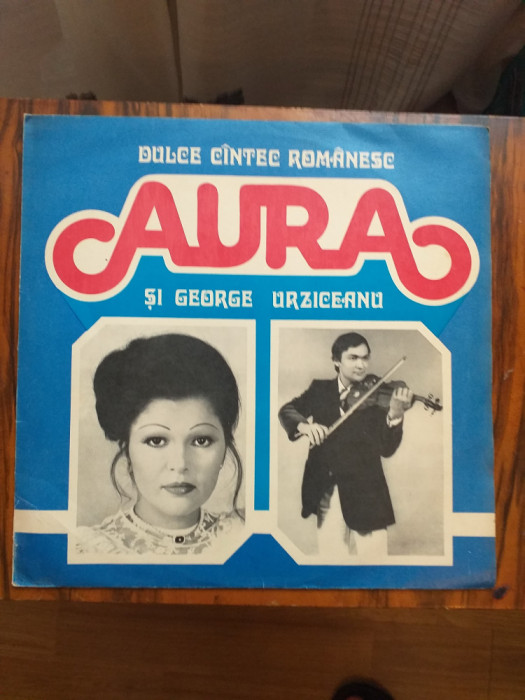 DULCE CÎNTEC ROMÂNESC
AURA
ȘI GEORGE URZICEANU